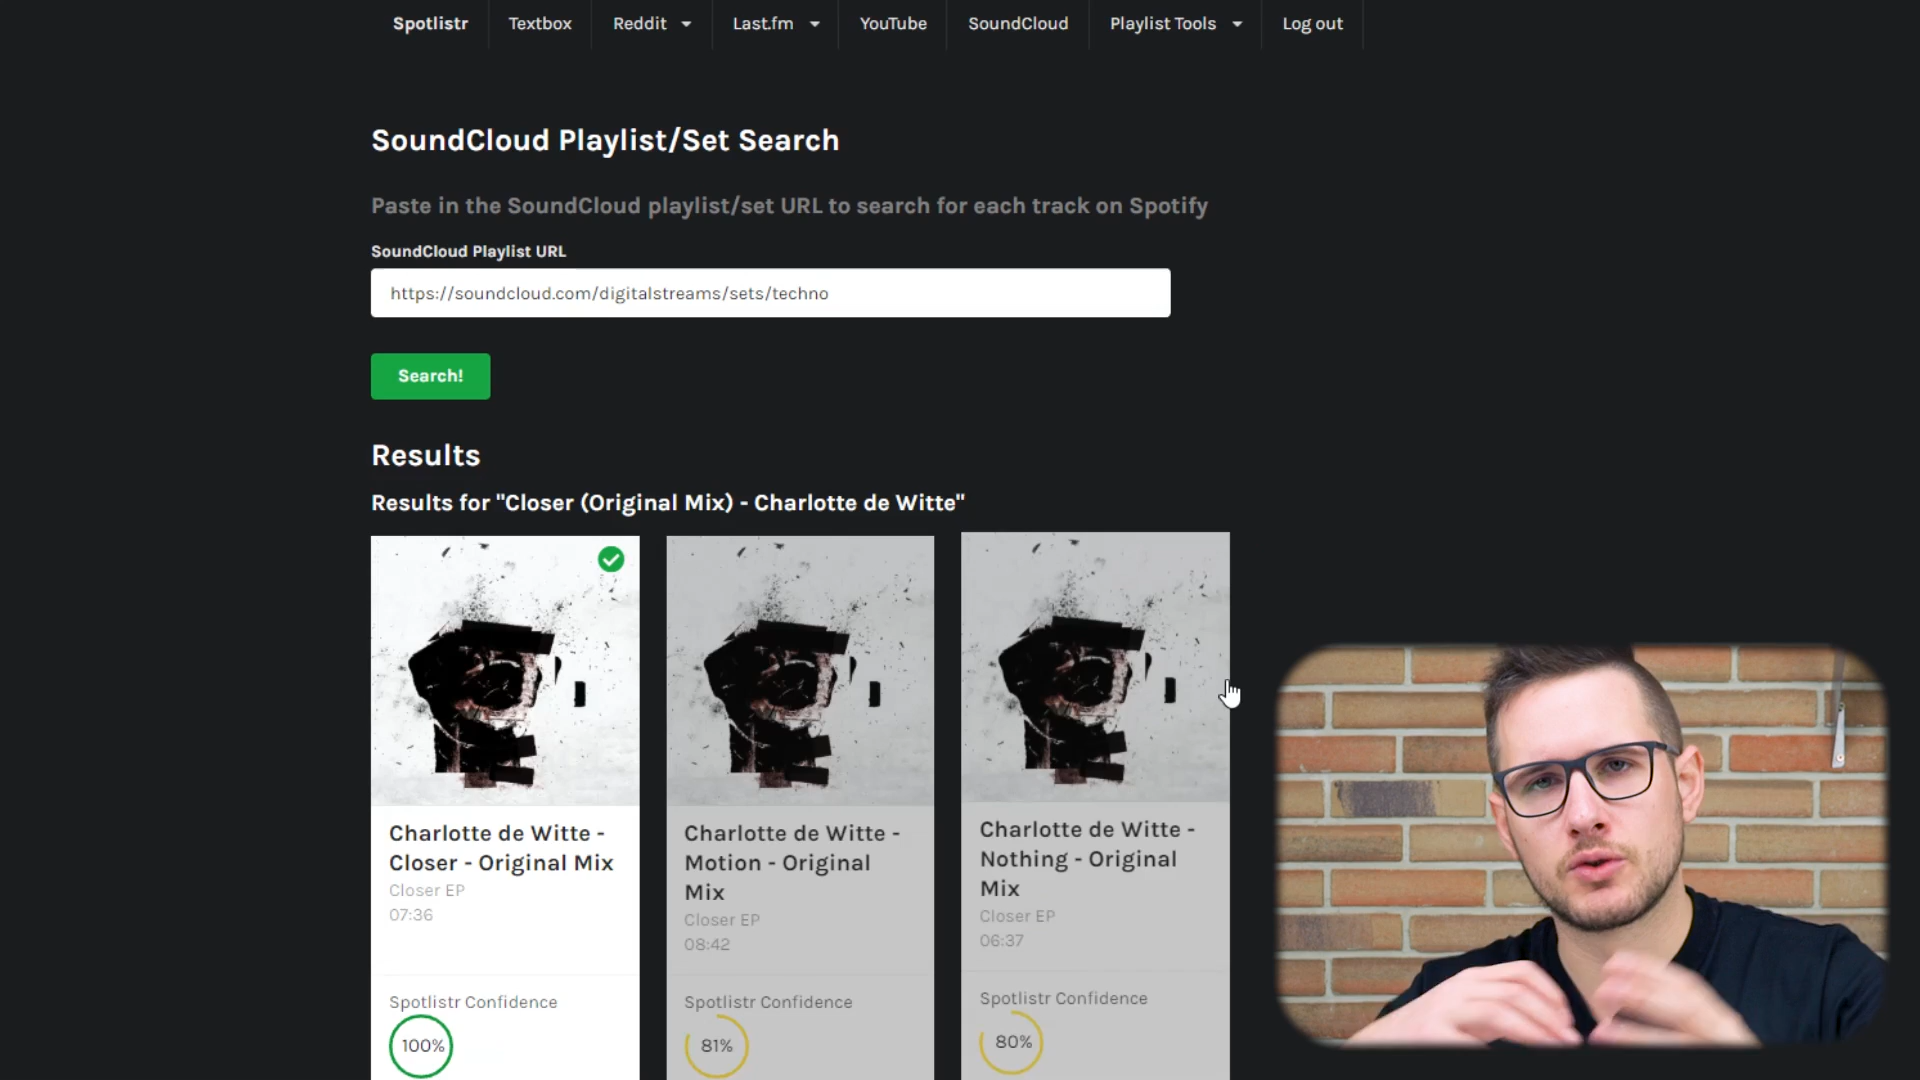 Spotlistr
Textbox
Reddit
Last.fm
YouTube
SoundCloud
Playlist Tools
Log out
SoundCloud Playlist/Set Search
Paste in the SoundCloud playlist/set URL to search for each track on Spotify
SoundCloud Playlist URL
https://soundcloud.com/digitalstreams/sets/techno
Search!
Results
Results for "Closer (Original Mix) - Charlotte de Witte"
Charlotte de Witte -
Closer - Original Mix
Closer EP
07:36
Spotlistr Confidence
100%
Charlotte de Witte -
Motion - Original
Mix
Closer EP
08:42
Spotlistr Confidence
81%
Charlotte de Witte -
Nothing - Original
Mix
Closer EP
06:37
Spotlistr Confidence
80%